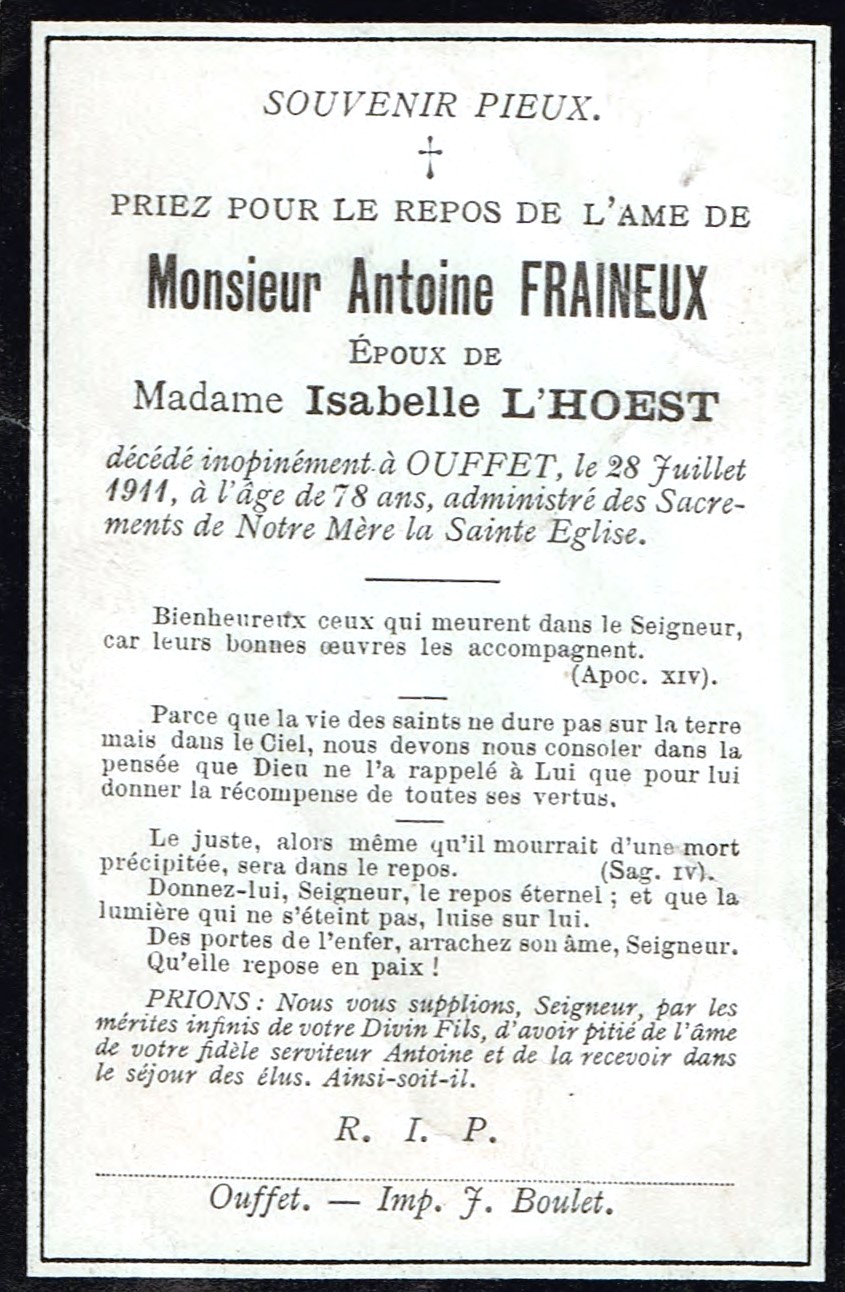 SOUVENIR PIEUX.
PRIEZ POUR LE REPOS DE L'AME DE
Monsieur Antoine FRAINEUX
ÉPOUX DE
Madame Isabelle L'HOEST
décédé inopinément à OUFFET, le 28 Juillet
1911, à l'âge de 78 ans, administré des Sacre-
ments de Notre Mère la Sainte Eglise.
Bienheureux ceux qui meurent dans le Seigneur,
car leurs bonnes œuvres les accompagnent.
(Apoc. XIV).
Parce que la vie des saints ne dure pas sur la terre
mais dans le Ciel, nous devons nous consoler dans la
pensée que Dieu ne l'a rappelé à Lui que pour lui
donner la récompense de toutes ses vertus.
Le juste, alors même qu'il mourrait d'une mort
précipitée, sera dans le repos. (Sag. IV).
Donnez-lui, Seigneur, le repos éternel ; et que la
lumière qui ne s'éteint pas, luise sur lui.
Des portes de l'enfer, arrachez son âme, Seigneur.
Qu'elle repose en paix !
PRIONS : Nous vous supplions, Seigneur, par les
mérites infinis de votre Divin Fils, d'avoir pitié de l'âme
de votre fidèle serviteur Antoine et de la recevoir dans
le séjour des élus. Ainsi-soit-il.
R. I. P.
Ouffet. — Imp. J. Boulet.